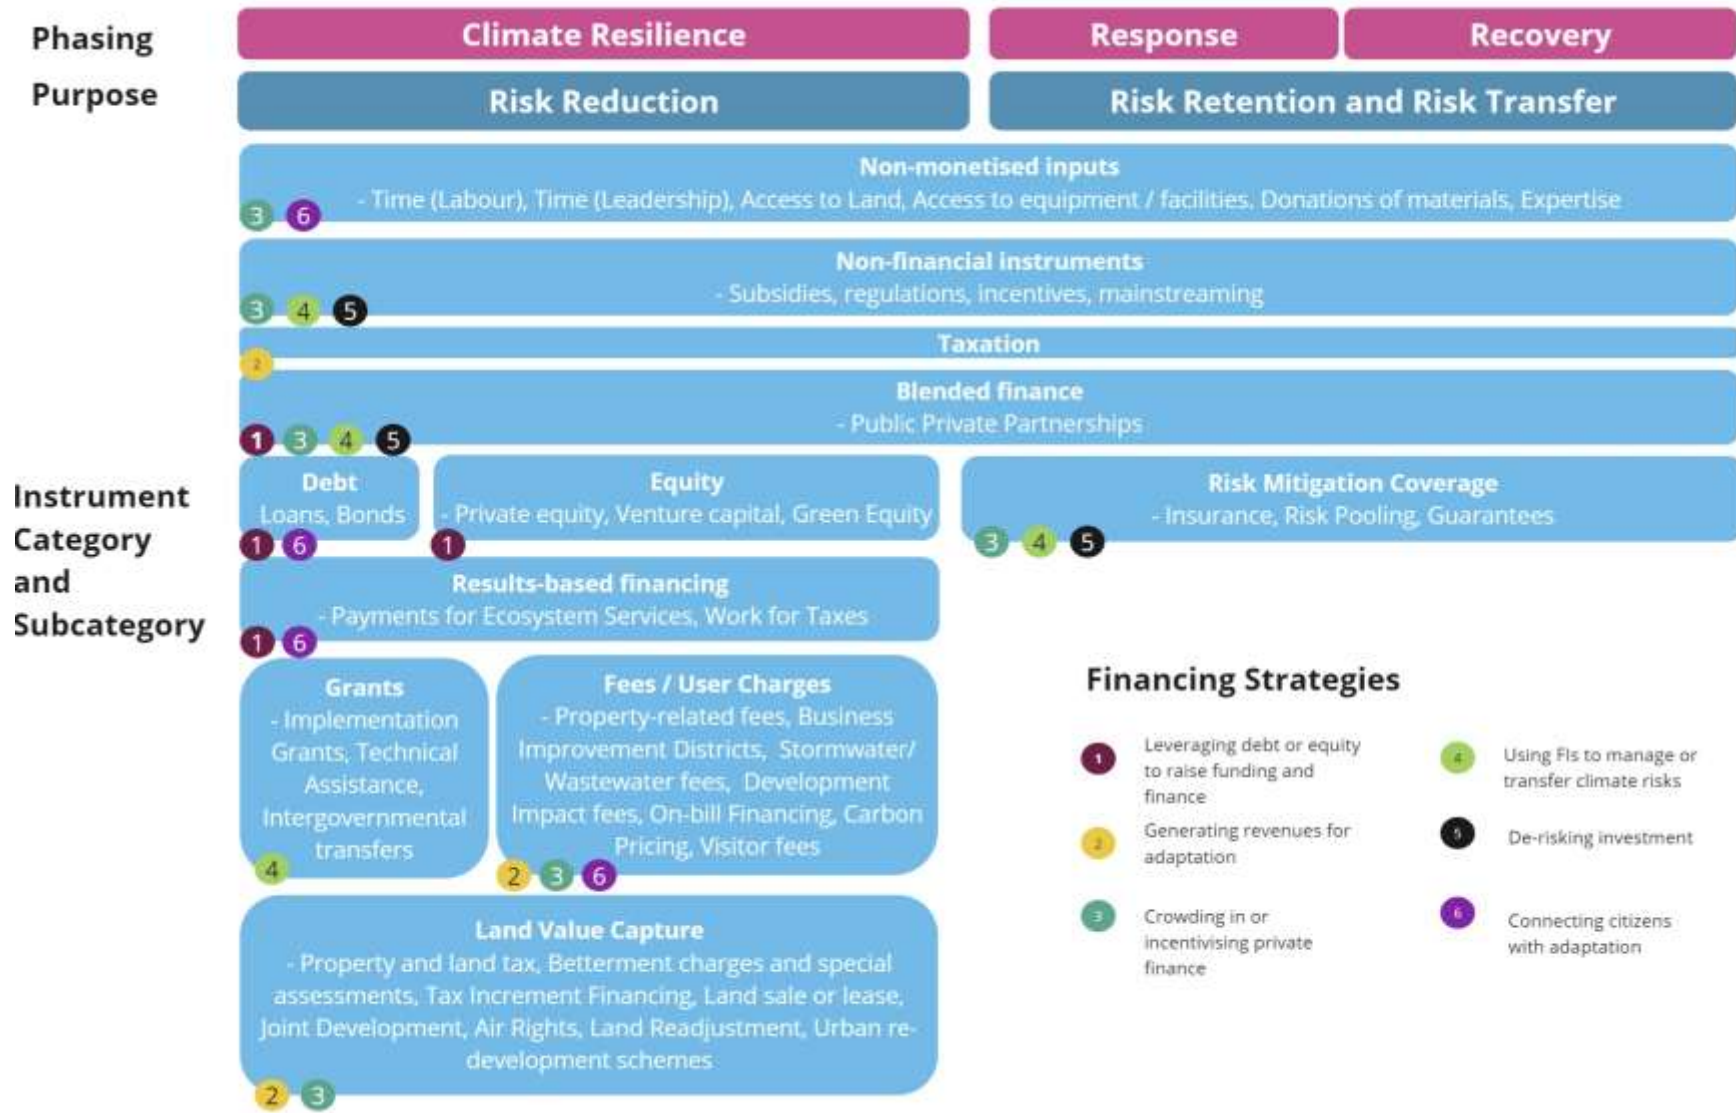 Phasing
Climate Resilience
Response
Recovery
Purpose
Risk Reduction
Risk Retention and Risk Transfer
Instrument
Category
and
Subcategory
Non-monetised inputs
- Time (Labour), Time (Leadership), Access to Land, Access to equipment / facilities, Donations of materials, Expertise
3 6
Non-financial instruments
- Subsidies, regulations, incentives, mainstreaming
3 4 5
Taxation
2
Blended finance
- Public Private Partnerships
1 3 4 5
Debt
Loans, Bonds
1 6
Equity
- Private equity, Venture capital, Green Equity
1
Risk Mitigation Coverage
- Insurance, Risk Pooling, Guarantees
3 4 5
Results-based financing
- Payments for Ecosystem Services, Work for Taxes
1 6
Grants
- Implementation
Grants, Technical
Assistance,
Intergovernmental
transfers
4
Fees / User Charges
- Property-related fees, Business
Improvement Districts, Stormwater/
Wastewater fees, Development
Impact fees, On-bill Financing, Carbon
Pricing, Visitor fees
2 3 6
Land Value Capture
- Property and land tax, Betterment charges and special
assessments, Tax Increment Financing, Land sale or lease,
Joint Development, Air Rights, Land Readjustment, Urban re-
development schemes
2 3
Financing Strategies
1
Leveraging debt or equity
to raise funding and
finance
2
Generating revenues for
adaptation
3
Crowding in or
incentivising private
finance
4
Using FIs to manage or
transfer climate risks
5
De-risking investment
6
Connecting citizens
with adaptation